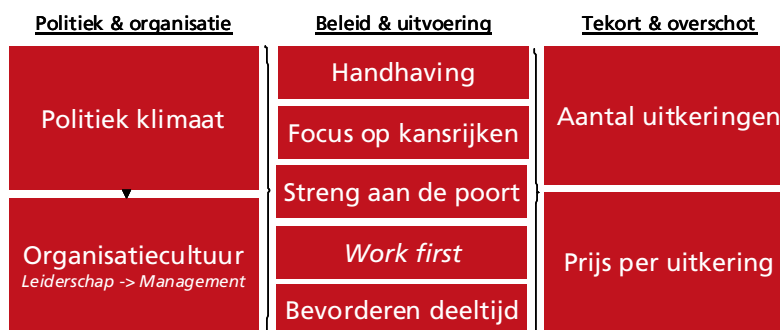 Politiek & organisatie
Politiek klimaat
Organisatiecultuur
Leiderschap -> Management
Beleid & uitvoering
Handhaving
Focus op kansrijken
Streng aan de poort
Work first
Bevorderen deeltijd
Tekort & overschot
Aantal uitkeringen
Prijs per uitkering